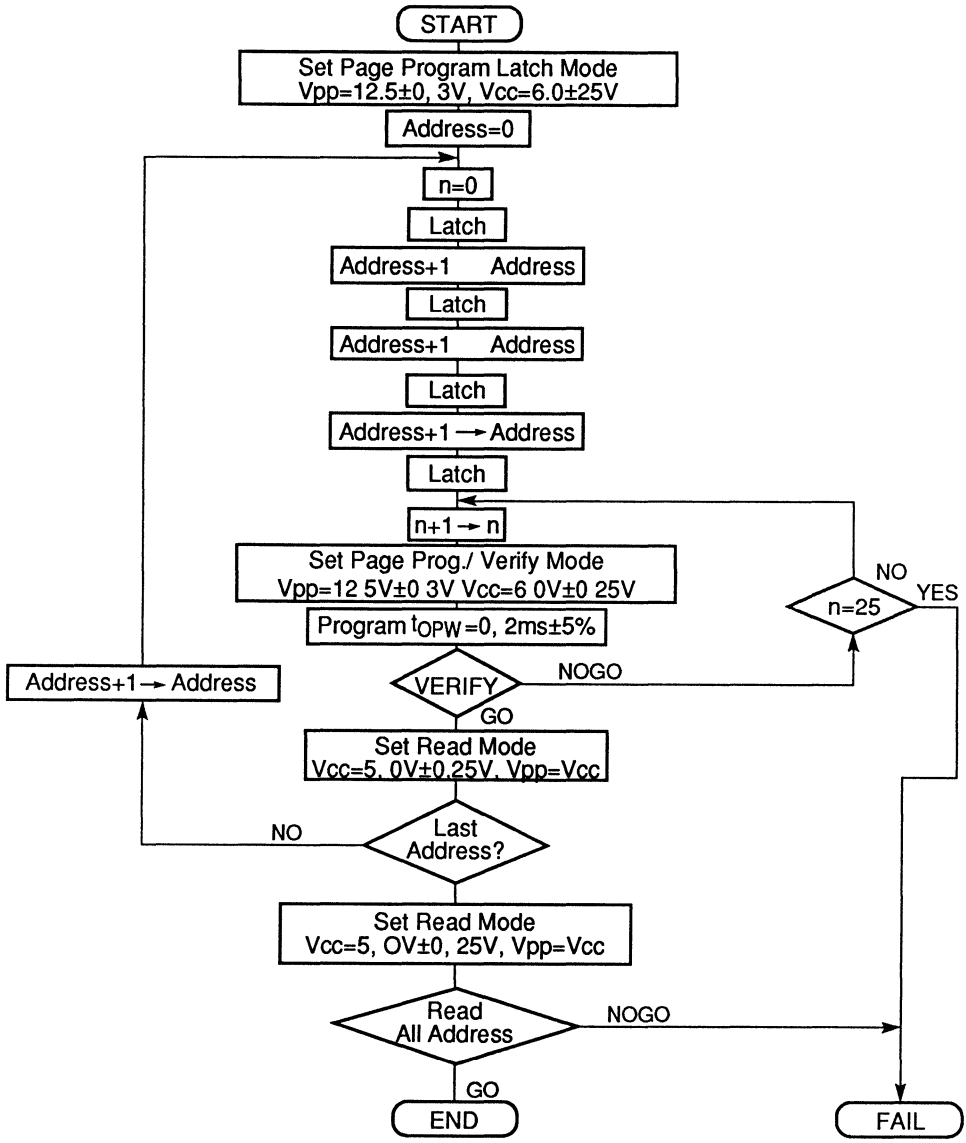 START
Set Page Program Latch Mode
Vpp=12.5±0, 3V, Vcc=6.0±25V
Address=0
n=0
Latch
Address+1 Address
Latch
Address+1 Address
Latch
Address+1 → Address
Latch
n+1 → n
Set Page Prog./ Verify Mode
Vpp=12 5V±0 3V Vcc=6 0V±0 25V
NO
YES
n=25
Program tOPW=0, 2ms±5%
NOGO
VERIFY
Address+1 → Address
GO
Set Read Mode
Vcc=5, 0V±0,25V, Vpp=Vcc
NO
Last
Address?
Set Read Mode
Vcc=5, OV±0, 25V, Vpp=Vcc
Read
All Address
NOGO
GO
END
FAIL